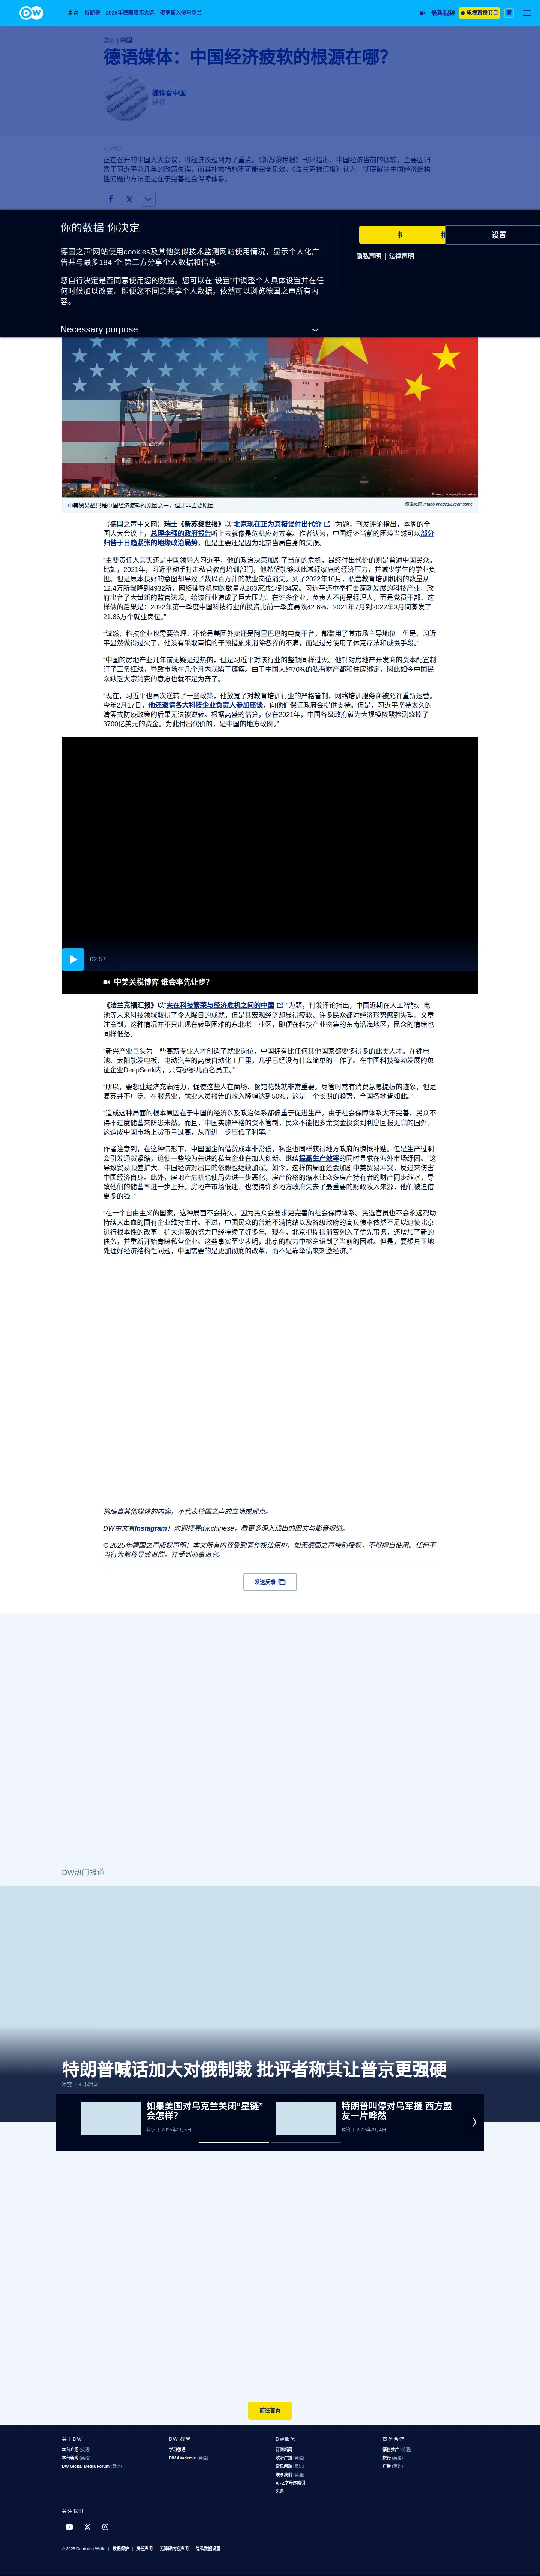 DW
焦点
特朗普
2025年德国联邦大选
俄罗斯入侵乌克兰
最新视频
电视直播节目
繁
媒体 | 中国
德语媒体：中国经济疲软的根源在哪？
媒体看中国
评论
正在召开的中国人大会议，将经济议题列为了重点。《新苏黎世报》刊评指出，中国经济当前的疲软，主要因归
咎于习近平前几年的政策失误，而其补救措施不可能完全见效。《法兰克福汇报》认为，彻底解决中国经济结构
性问题的方法还是在于完善社会保障体系。
你的数据 你决定
德国之声'网站使用cookies及其他类似技术监测网站使用情况，显示个人化广
告并与最多184 个;第三方分享个人数据和信息。
您自行决定是否同意使用您的数据。您可以在“设置”中调整个人具体设置并在任
何时候加以改变。即使您不同意共享个人数据，依然可以浏览德国之声所有内
容。
Necessary purpose
设置
隐私声明 | 法律声明
© imago images/Dreamstime
中美贸易战只是中国经济疲软的原因之一，但并非主要原因
图像来源: imago images/Dreamstime
（德国之声中文网）瑞士《新苏黎世报》以“北京现在正为其错误付出代价 ”为题，刊发评论指出，本周的全
国人大会议上，总理李强的政府报告听上去就像是危机应对方案。作者认为，中国经济当前的困境当然可以部分
归咎于日趋紧张的地缘政治局势，但是主要还是因为北京当局自身的失误。
“主要责任人其实还是中国领导人习近平，他的政治决策加剧了当前的危机，最终付出代价的则是普通中国民众。
比如，2021年，习近平动手打击私营教育培训部门，他希望能够以此减轻家庭的经济压力，并减少学生的学业负
担。但是原本良好的意图却导致了数以百万计的就业岗位消失。到了2022年10月，私营教育培训机构的数量从
12.4万所骤降到4932所，网络辅导机构的数量从263家减少到34家。习近平还重拳打击蓬勃发展的科技产业，政
府出台了大量新的监管法规，给该行业造成了巨大压力。在许多企业，负责人不再是经理人，而是党员干部。这
样做的后果是：2022年第一季度中国科技行业的投资比前一季度暴跌42.6%，2021年7月到2022年3月间蒸发了
21.86万个就业岗位。”
“诚然，科技企业也需要治理。不论是美团外卖还是阿里巴巴的电商平台，都滥用了其市场主导地位。但是，习近
平显然做得过火了，他没有采取审慎的干预措施来消除各界的不满，而是过分使用了休克疗法和威慑手段。”
“中国的房地产业几年前无疑是过热的，但是习近平对该行业的整顿同样过火。他针对房地产开发商的资本配置制
订了三条红线，导致市场在几个月内就陷于瘫痪。由于中国大约70%的私有财产都和住房绑定，因此如今中国民
众缺乏大宗消费的意愿也就不足为奇了。”
“现在，习近平也再次逆转了一些政策，他放宽了对教育培训行业的严格管制，网络培训服务商被允许重新运营。
今年2月17日，他还邀请各大科技企业负责人参加座谈，向他们保证政府会提供支持。但是，习近平坚持太久的
清零式防疫政策的后果无法被逆转。根据高盛的估算，仅在2021年，中国各级政府就为大规模核酸检测烧掉了
3700亿美元的资金。为此付出代价的，是中国的地方政府。”
02:57
中美关税博弈 谁会率先让步？
《法兰克福汇报》以“夹在科技繁荣与经济危机之间的中国 ”为题，刊发评论指出，中国近期在人工智能、电
池等未来科技领域取得了令人瞩目的成就，但是其宏观经济却显得疲软、许多民众都对经济形势感到失望。文章
注意到，这种情况并不只出现在转型困难的东北老工业区，即便在科技产业密集的东南沿海地区，民众的情绪也
同样低落。
“新兴产业巨头为一些高薪专业人才创造了就业岗位，中国拥有比任何其他国家都要多得多的此类人才。在锂电
池、太阳能发电板、电动汽车的高度自动化工厂里，几乎已经没有什么简单的工作了。在中国科技蓬勃发展的象
征企业DeepSeek内，只有寥寥几百名员工。”
“所以，要想让经济充满活力，促使这些人在商场、餐馆花钱就非常重要。尽管时常有消费意愿提振的迹象，但是
复苏并不广泛。在服务业，就业人员报告的收入降幅达到50%。这是一个长期的趋势，全国各地皆如此。”
“造成这种局面的根本原因在于中国的经济以及政治体系都偏重于促进生产。由于社会保障体系太不完善，民众不
得不过度储蓄来防患未然。而且，中国实施严格的资本管制，民众不能把多余资金投资到利息回报更高的国外，
这造成中国市场上货币量过高，从而进一步压低了利率。”
作者注意到，在这种情形下，中国国企的借贷成本非常低，私企也同样获得地方政府的慷慨补贴。但是生产过剩
会引发通货紧缩，迫使一些较为先进的私营企业在加大创新、继续提高生产效率的同时寻求在海外市场纾困。“这
导致贸易顺差扩大，中国经济对出口的依赖也继续加深。如今，这样的局面还会加剧中美贸易冲突，反过来伤害
中国经济自身。此外，房地产危机也使局势进一步恶化，房产价格的缩水让众多房产持有者的财产同步缩水，导
致他们的储蓄率进一步上升。房地产市场低迷，也使得许多地方政府失去了最重要的财政收入来源，他们被迫借
更多的钱。”
“在一个自由主义的国家，这种局面不会持久，因为民众会要求更完善的社会保障体系。民选官员也不会永远帮助
持续大出血的国有企业维持生计。不过，中国民众的普遍不满情绪以及各级政府的高负债率依然不足以迫使北京
进行根本性的改革。扩大消费的努力已经持续了好多年。现在，北京把提振消费列入了优先事务，还增加了新的
债务，并重新开始青睐私营企业。这些事实至少表明，北京的权力中枢意识到了当前的困难。但是，要想真正地
处理好经济结构性问题，中国需要的是更加彻底的改革，而不是靠举债来刺激经济。”
摘编自其他媒体的内容，不代表德国之声的立场或观点。
DW中文有Instagram！欢迎搜寻dw.chinese，看更多深入浅出的图文与影音报道。
© 2025年德国之声版权声明：本文所有内容受到著作权法保护，如无德国之声特别授权，不得擅自使用。任何不
当行为都将导致追偿，并受到刑事追究。
发送反馈
DW热门报道
特朗普喊话加大对俄制裁 批评者称其让普京更强硬
冲突 | 9 小时前
如果美国对乌克兰关闭“星链”
会怎样？
科学 | 2025年3月5日
特朗普叫停对乌军援 西方盟
友一片哗然
政治 | 2025年3月4日
前往首页
关于DW
本台介绍 (英语)
本台新闻 (英语)
DW Global Media Forum (英语)
DW 教学
学习德语
DW Akademie (英语)
DW服务
订阅新闻
收听广播 (英语)
常见问题 (英语)
联系我们 (英语)
A - Z字母序索引
头条
商务合作
销售推广 (英语)
旅行 (英语)
广告 (英语)
关注我们
© 2025 Deutsche Welle | 数据保护 | 责任声明 | 无障碍内容声明 | 隐私数据设置